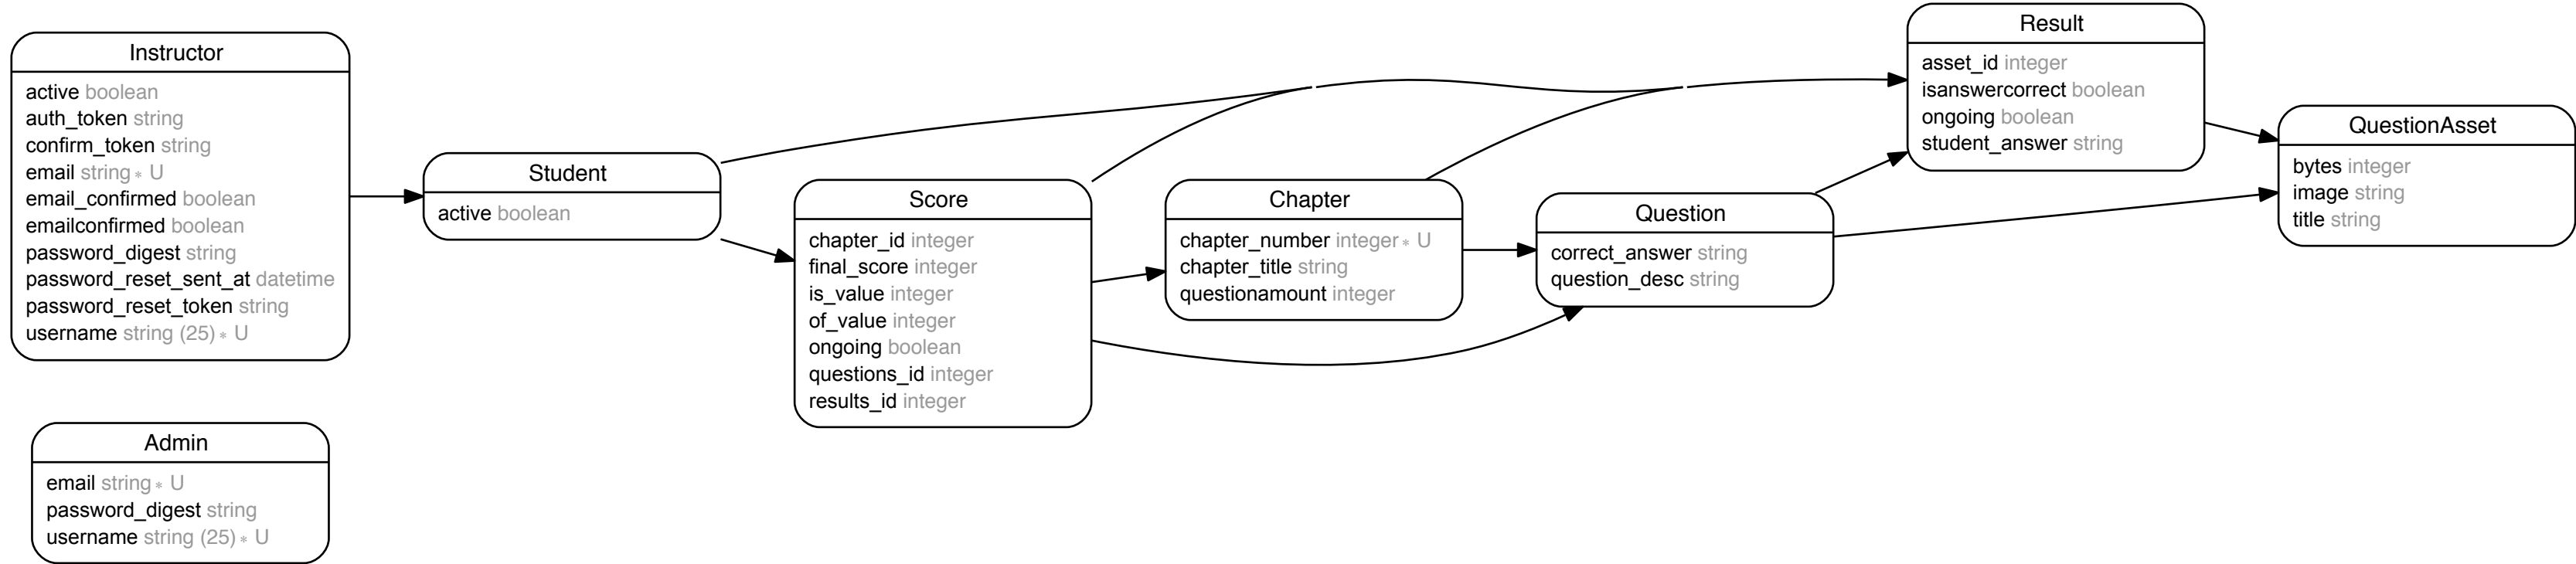 Instructor
active boolean
auth_token string
confirm_token string
email string * U
email_confirmed boolean
emailconfirmed boolean
password_digest string
password_reset_sent_at datetime
password_reset_token string
username string (25) * U
Admin
email string * U
password_digest string
username string (25) * U
Student
active boolean
Score
chapter_id integer
final_score integer
is_value integer
of_value integer
ongoing boolean
questions_id integer
results_id integer
Chapter
chapter_number integer * U
chapter_title string
questionamount integer
Question
correct_answer string
question_desc string
Result
asset_id integer
isanswercorrect boolean
ongoing boolean
student_answer string
QuestionAsset
bytes integer
image string
title string